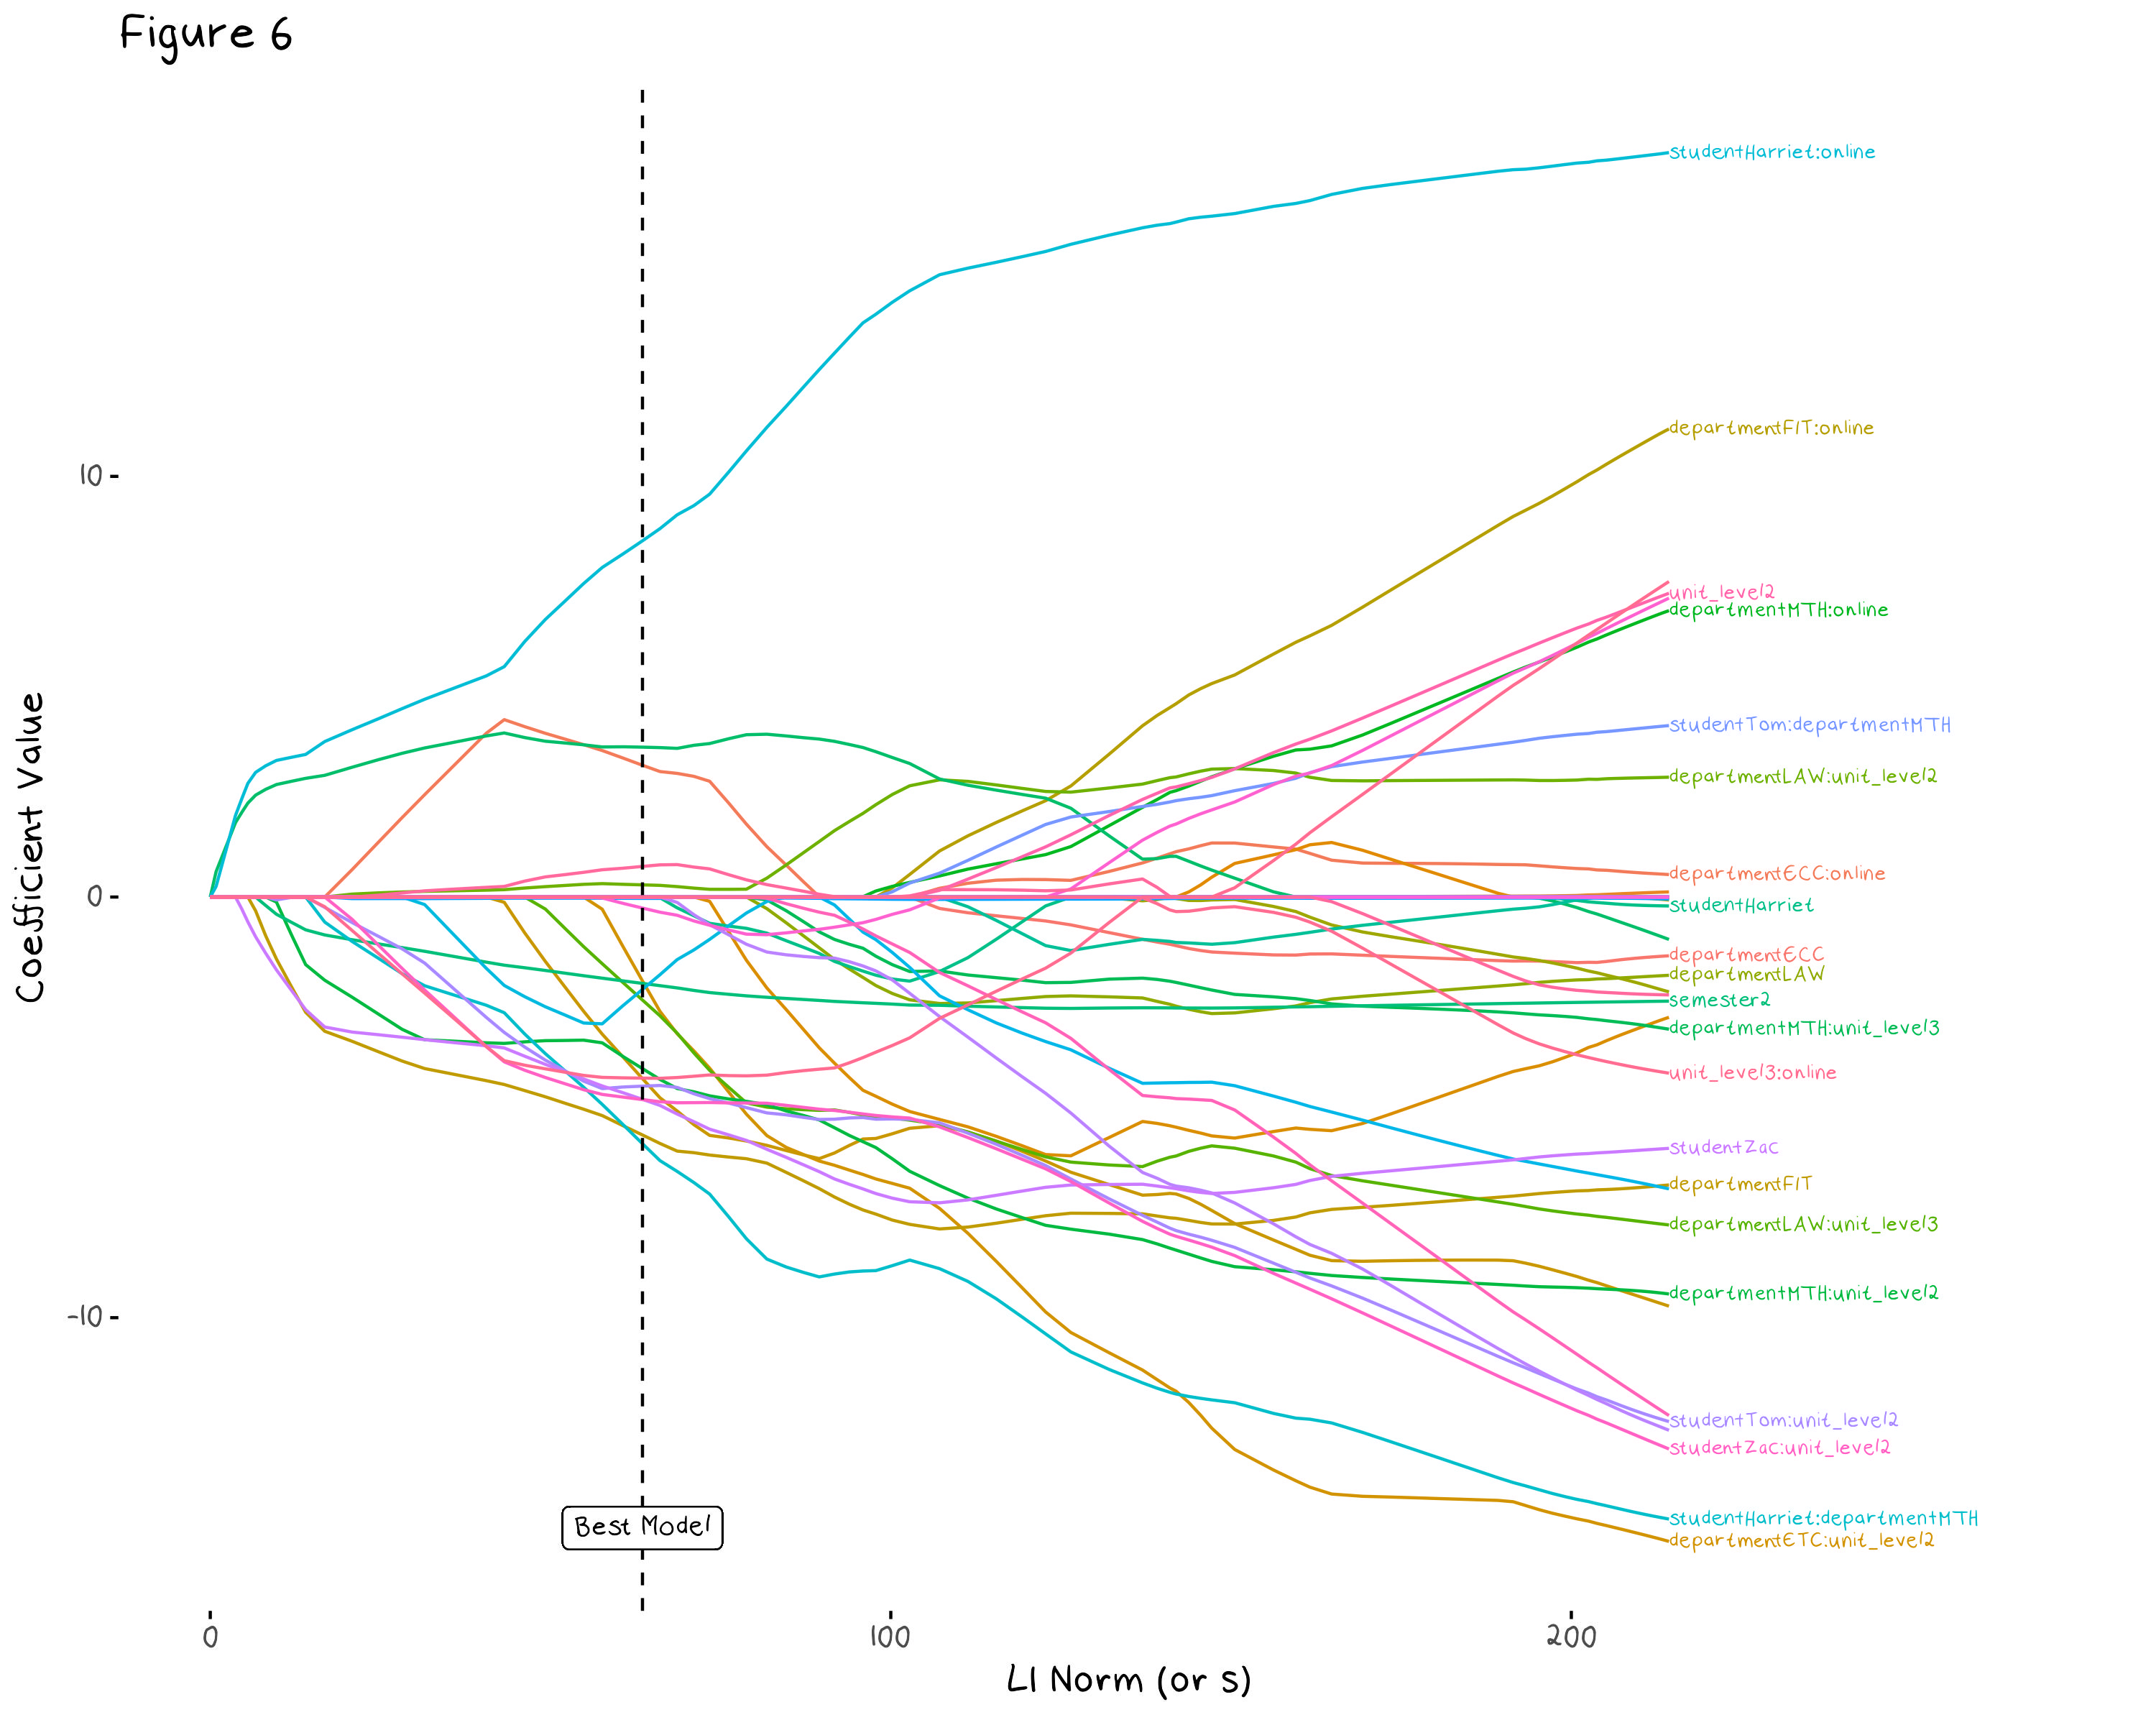 Figure 6
studentHarriet:online
departmentFIT:online
10
unit_level2
departmentMTH:online
studentTom:departmentMTH
departmentLAW:unit_level2
departmentECC:online
0
studentHarriet
departmentECC
departmentLAW
semester2
departmentMTH:unit_level3
unit_level3:online
studentZac
departmentFIT
departmentLAW:unit_level3
departmentMTH:unit_level2
-10
studentTom:unit_level2
studentZac:unit_level2
studentHarriet:departmentMTH
departmentETC:unit_level2
Best Model
Coefficient Value
0 100 200
L1 Norm (or s)